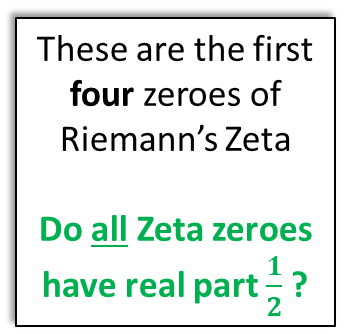 These are the first
four zeroes of
Riemann's Zeta
Do all Zeta zeroes
have real part 1/2 ?